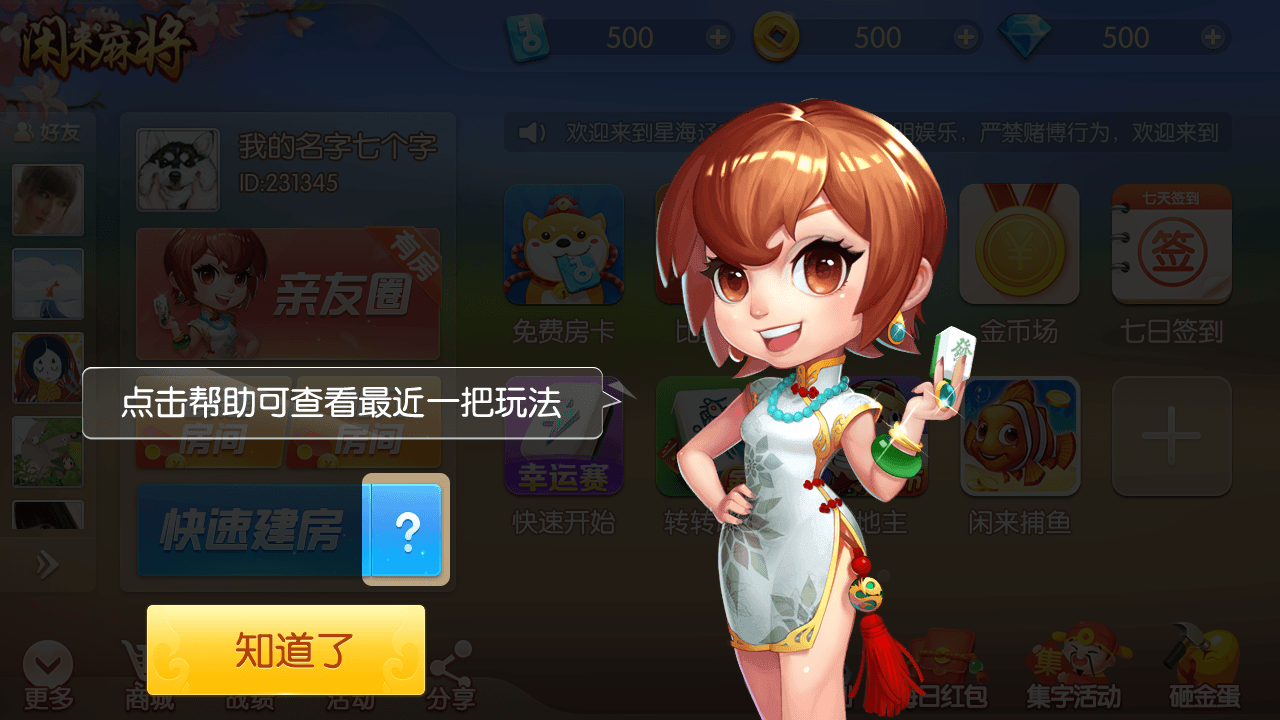 闲来麻将
500
500
500
好友
我的名字七个字
ID:231345
欢迎来到星海
明娱乐，严禁赌博行为，欢迎来到
有房
亲友圈
七天签到
签
免费房卡
比
金币场
七日签到
發
点击帮助可查看最近一把玩法
房间
房间
幸运赛
快速开始
转转
地主
闲来捕鱼
快速建房
?
知道了
更多
商城
战绩
活动
分享
每日红包
集
集字活动
砸金蛋